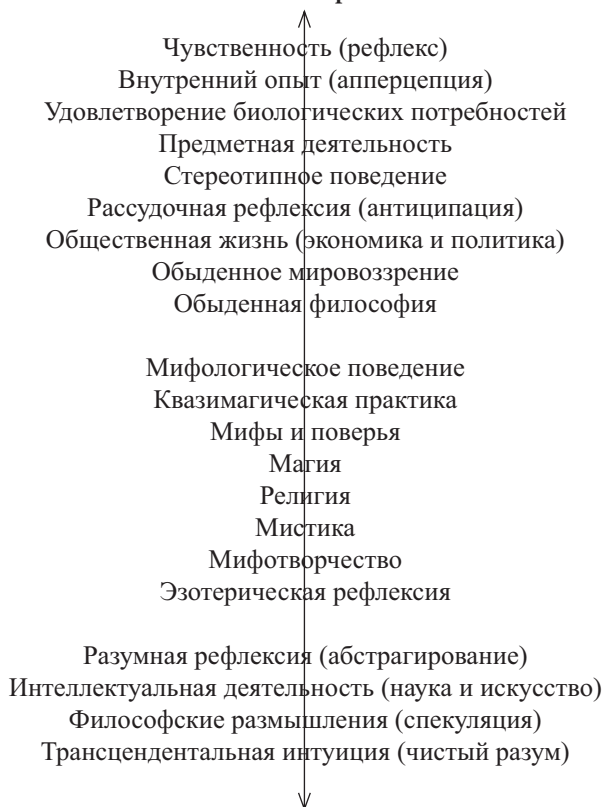 Чувственность (рефлекс)
Внутренний опыт (апперцепция)
Удовлетворение биологических потребностей
Предметная деятельность
Стереотипное поведение
Рассудочная рефлексия (антиципация)
Общественная жизнь (экономика и политика)
Обыденное мировоззрение
Обыденная философия
Мифологическое поведение
Квазимагическая практика
Мифы и поверья
Магия
Религия
Мистика
Мифотворчество
Эзотерическая рефлексия
Разумная рефлексия (абстрагирование)
Интеллектуальная деятельность (наука и искусство)
Философские размышления (спекуляция)
Трансцендентальная интуиция (чистый разум)